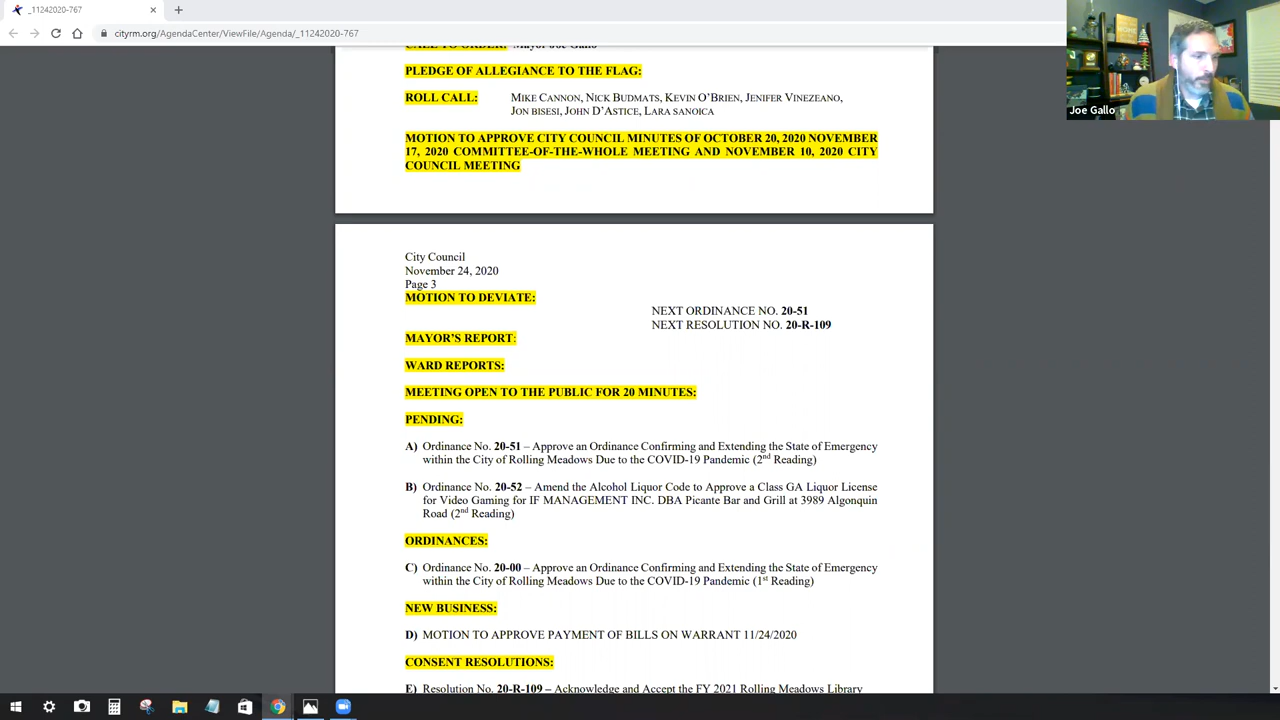 _11242020-767
cityrm.org/AgendaCenter/ViewFile/Agenda/_11242020-767
CALL TO ORDER: Mayor Joe Gallo
PLEDGE OF ALLEGIANCE TO THE FLAG:
ROLL CALL: MIKE CANNON, NICK BUDMATS, KEVIN O'BRIEN, JENIFER VINEZEANO,
JON BISESI, JOHN D'ASTICE, LARA SANOICA
MOTION TO APPROVE CITY COUNCIL MINUTES OF OCTOBER 20, 2020 NOVEMBER
17, 2020 COMMITTEE-OF-THE-WHOLE MEETING AND NOVEMBER 10, 2020 CITY
COUNCIL MEETING
City Council
November 24, 2020
Page 3
MOTION TO DEVIATE:
NEXT ORDINANCE NO. 20-51
NEXT RESOLUTION NO. 20-R-109
MAYOR'S REPORT:
WARD REPORTS:
MEETING OPEN TO THE PUBLIC FOR 20 MINUTES:
PENDING:
A) Ordinance No. 20-51 – Approve an Ordinance Confirming and Extending the State of Emergency
within the City of Rolling Meadows Due to the COVID-19 Pandemic (2nd Reading)
B) Ordinance No. 20-52 – Amend the Alcohol Liquor Code to Approve a Class GA Liquor License
for Video Gaming for IF MANAGEMENT INC. DBA Picante Bar and Grill at 3989 Algonquin
Road (2nd Reading)
ORDINANCES:
C) Ordinance No. 20-00 – Approve an Ordinance Confirming and Extending the State of Emergency
within the City of Rolling Meadows Due to the COVID-19 Pandemic (1st Reading)
NEW BUSINESS:
D) MOTION TO APPROVE PAYMENT OF BILLS ON WARRANT 11/24/2020
CONSENT RESOLUTIONS:
E) Resolution No. 20-R-109 – Acknowledge and Accept the FY 2021 Rolling Meadows Library
Joe Gallo